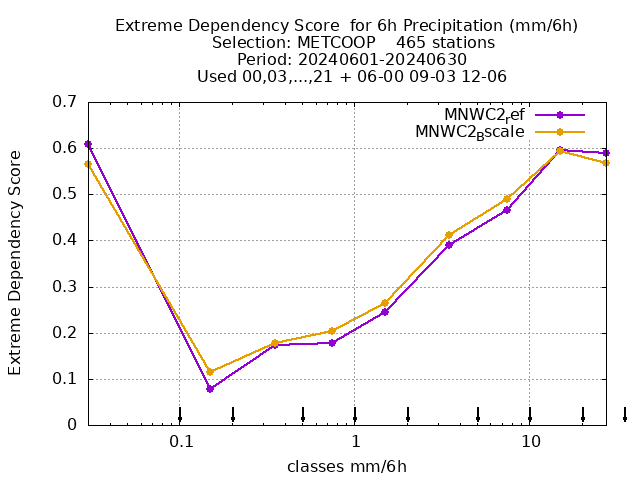 Extreme Dependency Score  for 6h Precipitation (mm/6h)
Selection: METCOOP    465 stations
Period: 20240601-20240630
Used 00,03,...,21 + 06-00 09-03 12-06
MNWC2ref
MNWC2Bscale
0.7
0.6
0.5
0.4
0.3
0.2
0.1
0
Extreme Dependency Score
0.1 1 10
classes mm/6h